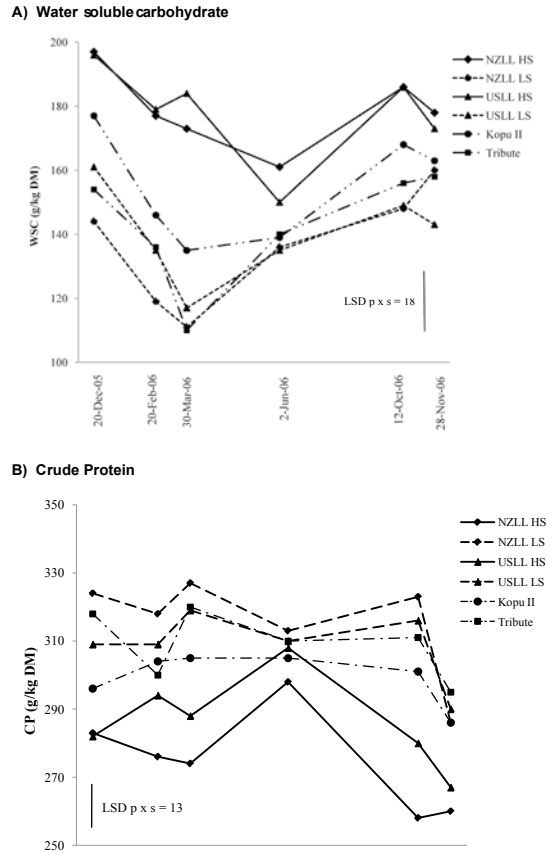 A) Water soluble carbohydrate
200
180
160
140
120
100
WSC (g/kg DM)
20-Dec-05
20-Feb-06
30-Mar-06
2-Jun-06
12-Oct-06
28-Nov-06
NZLL HS
NZLL LS
USLL HS
USLL LS
Kopu II
Tribute
LSD p x s = 18
B) Crude Protein
350
330
310
290
270
250
CP (g/kg DM)
NZLL HS
NZLL LS
USLL HS
USLL LS
Kopu II
Tribute
LSD p x s = 13